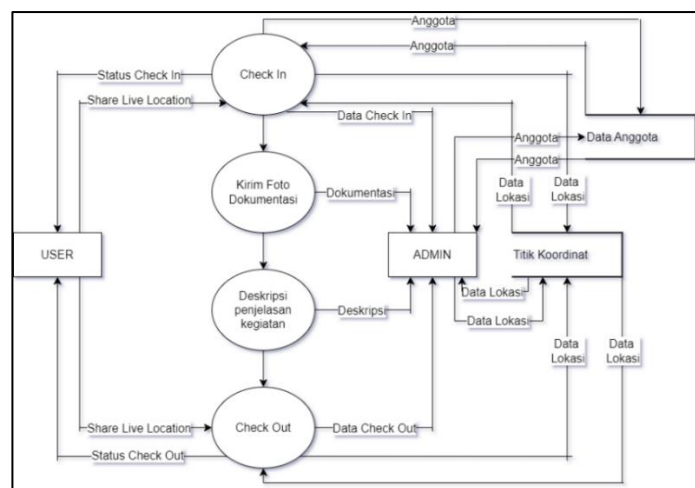 Anggota
Anggota
Check In
Status Check In
Share Live Location
Data Check In
Data Anggota
Anggota
Anggota
Kirim Foto
Dokumentasi
Dokumentasi
Data
Lokasi
Data
Lokasi
USER
ADMIN
Titik Koordinat
Deskripsi
penjelasan
kegiatan
Deskripsi
Data Lokasi
Data Lokasi
Data
Lokasi
Data
Lokasi
Share Live Location
Check Out
Data Check Out
Status Check Out